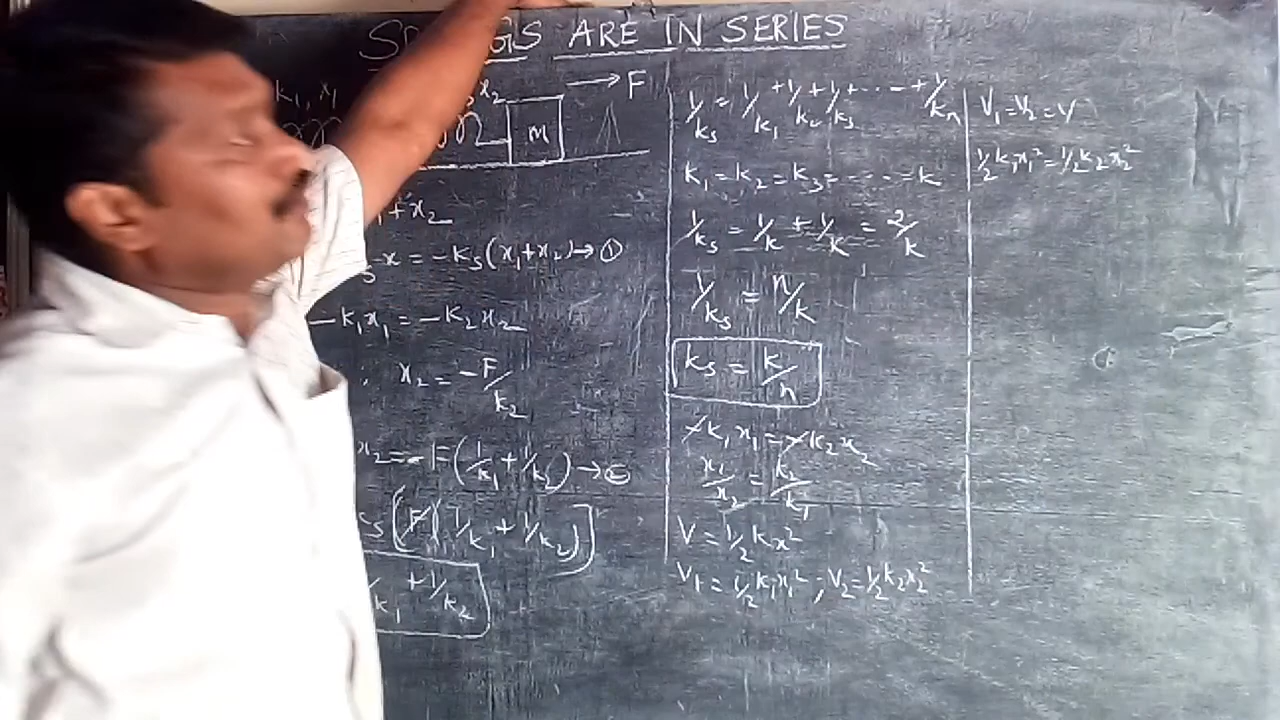 ARE IN SERIES
k₁, x₁
x₂ → F
m
+x₂
x = -ks(x₁+x₂) → ①
-k₁x₁ = -k₂x₂
∴ x₂ = -F/k₂
x₂ = -F(1/k₁ + 1/k₂) → ②
[(F)(1/k₁ + 1/k₂)]
k₁ + 1/k₂
1/ks = 1/k₁ + 1/k₂ + 1/k₃ + ---- + 1/kn
k₁ = k₂ = k₃ = ----- = k
1/ks = 1/k + 1/k = 2/k
1/ks = n/k
ks = k/n
-k₁x₁ = -k₂x₂
x₁/x₂ = k₂/k₁
V = 1/2 kx²
V₁ = 1/2 k₁x₁² ; V₂ = 1/2 k₂x₂²
V₁ = V₂ = V
1/2 k₁x₁² = 1/2 k₂x₂²